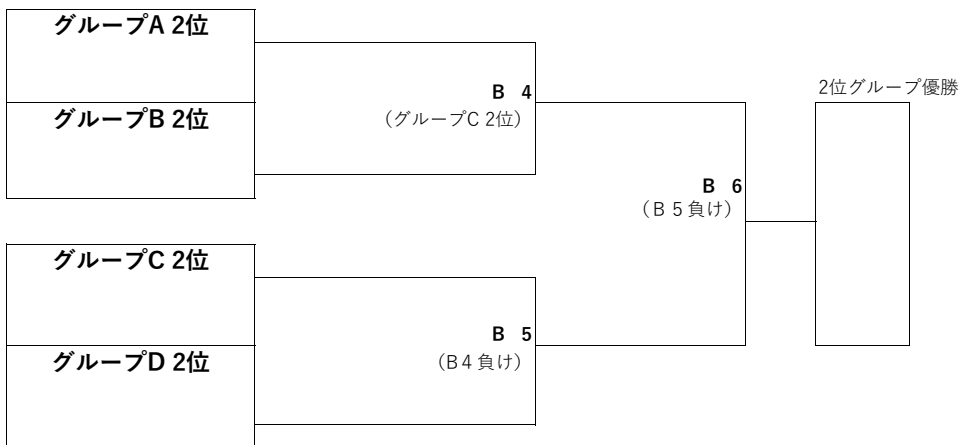 グループA 2位
グループB 2位
B 4
（グループC 2位）
2位グループ優勝
B 6
（B 5 負け）
グループC 2位
グループD 2位
B 5
（B 4 負け）